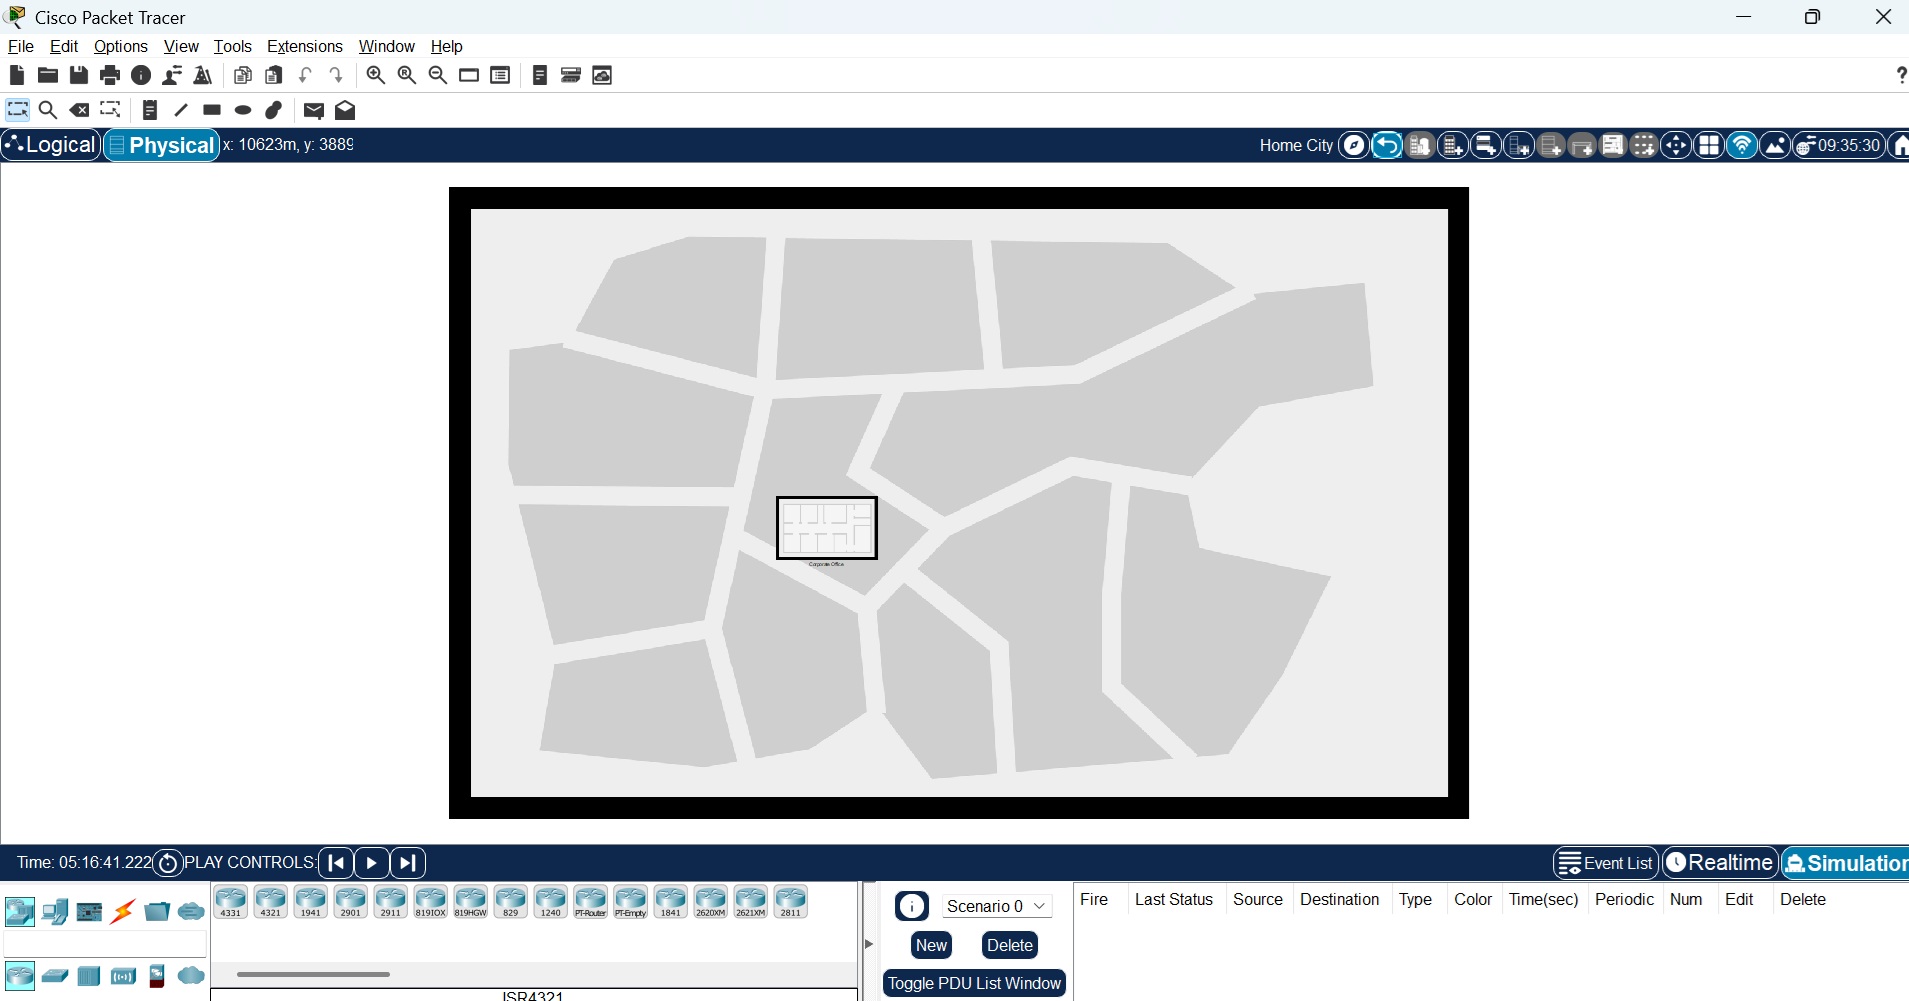 Cisco Packet Tracer
File Edit Options View Tools Extensions Window Help
Logical Physical x: 10623m, y: 3889 Home City 09:35:30
Corporate Office
Time: 05:16:41.222 PLAY CONTROLS: Event List Realtime Simulation
4331 4321 1941 2901 2911 819IOX 819HGW 829 1240 PT-Router PT-Empty 1841 2620XM 2621XM 2811
Scenario 0
New Delete
Toggle PDU List Window
Fire Last Status Source Destination Type Color Time(sec) Periodic Num Edit Delete
ISR4321